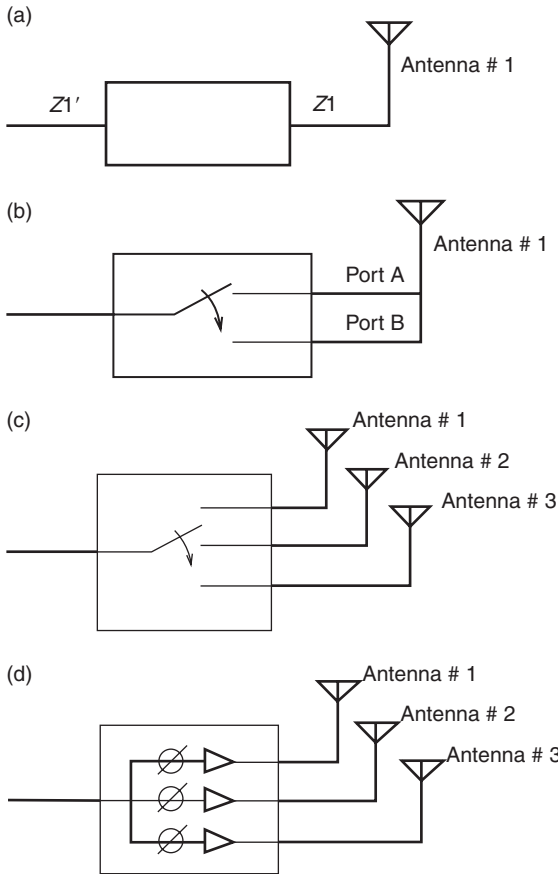 (a)
Antenna # 1
Z1′ Z1
(b)
Antenna # 1
Port A
Port B
(c)
Antenna # 1
Antenna # 2
Antenna # 3
(d)
Antenna # 1
Antenna # 2
Antenna # 3